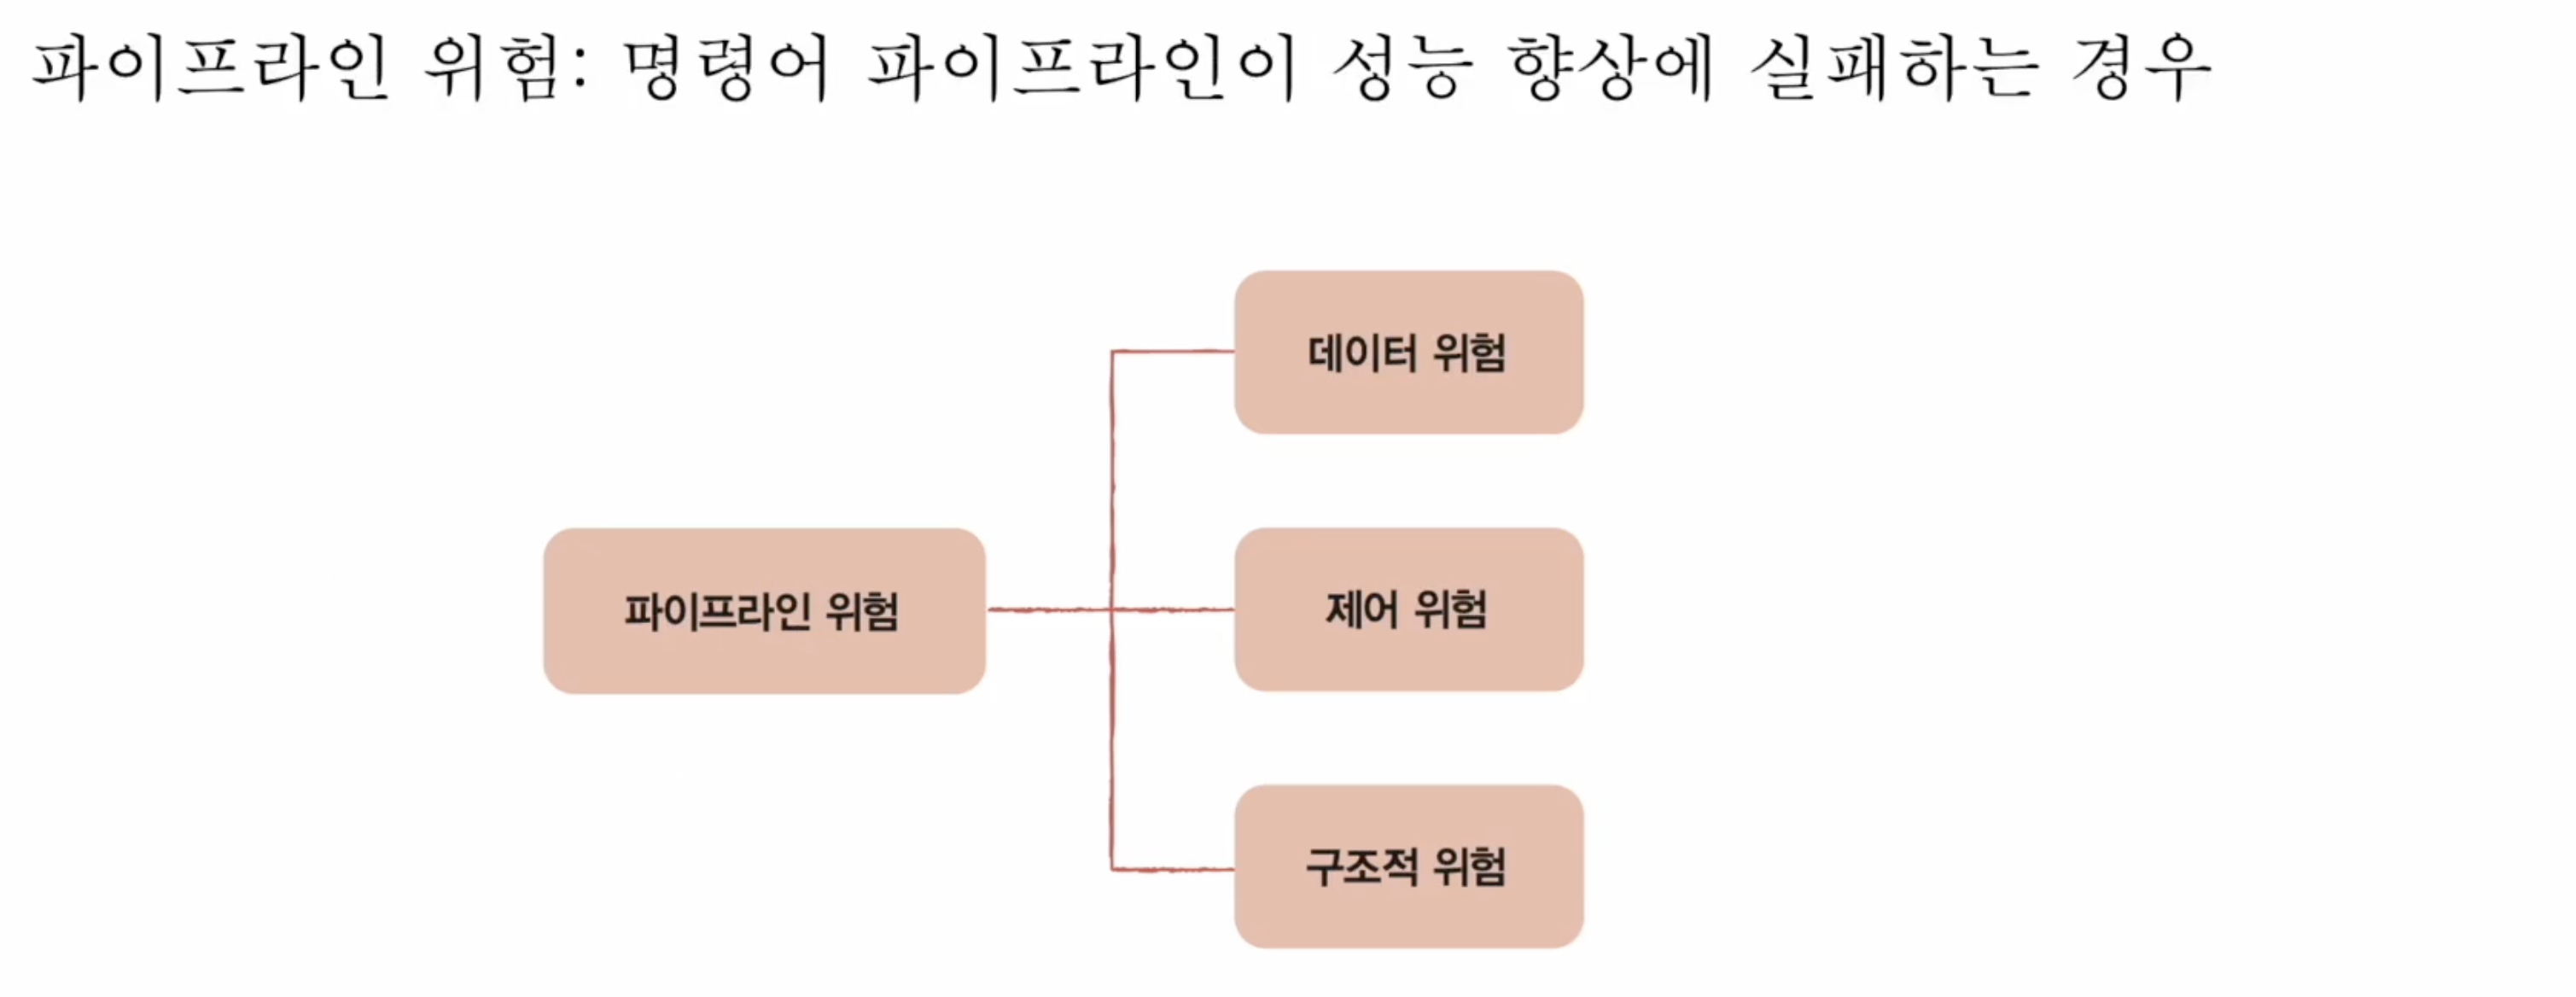 파이프라인 위험: 명령어 파이프라인이 성능 향상에 실패하는 경우
데이터 위험
파이프라인 위험
제어 위험
구조적 위험